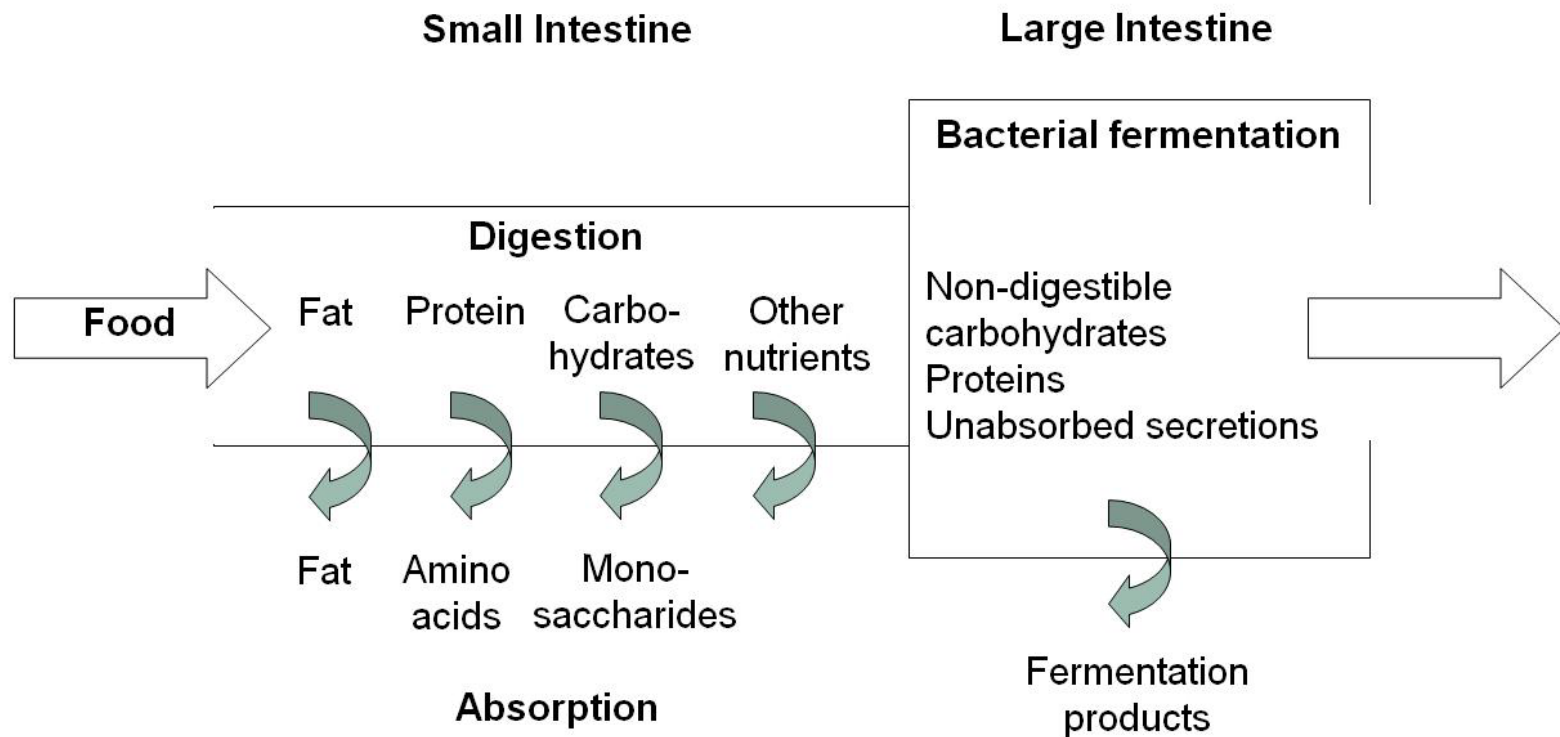 Small Intestine
Large Intestine
Bacterial fermentation
Digestion
Food
Fat
Protein
Carbo-
hydrates
Other
nutrients
Non-digestible
carbohydrates
Proteins
Unabsorbed secretions
Fat
Amino
acids
Mono-
saccharides
Absorption
Fermentation
products